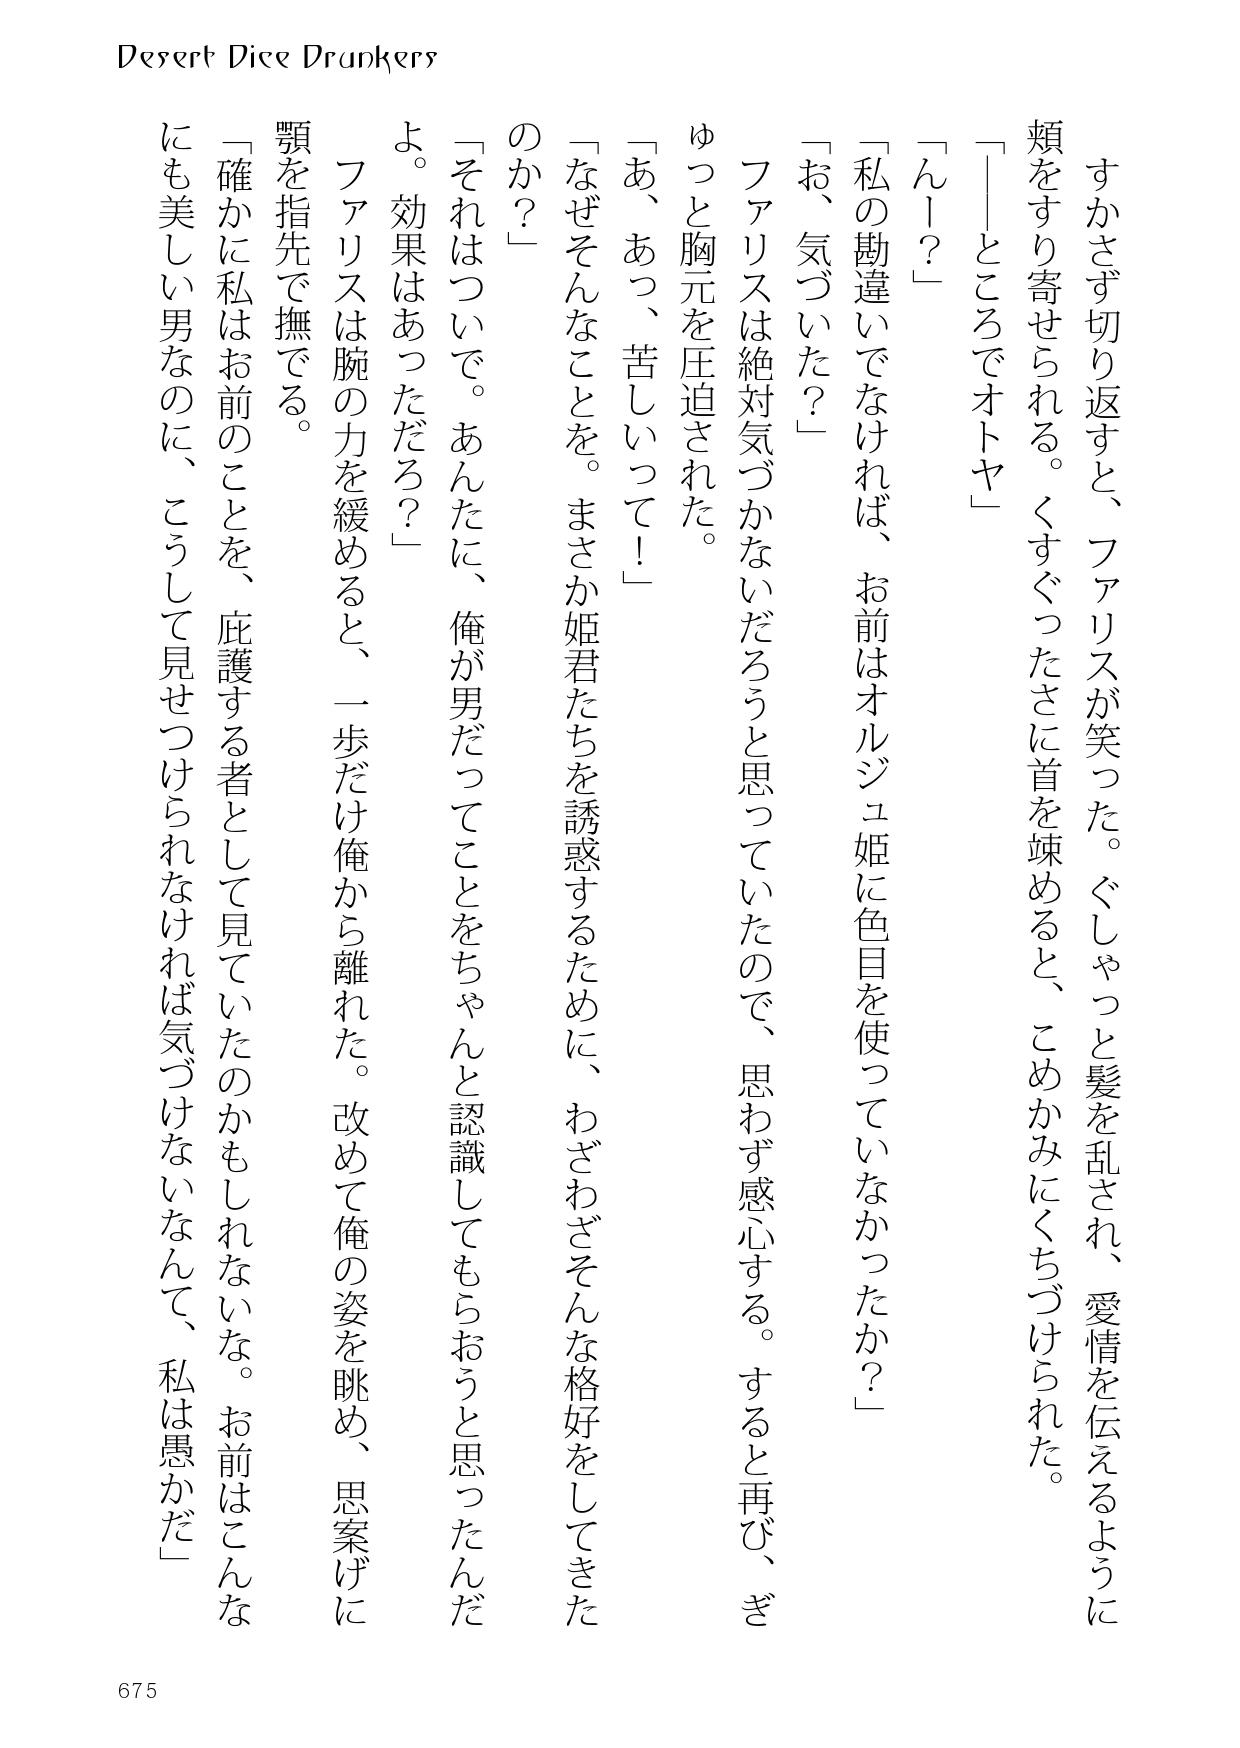 Desert Dice Drunkers
　すかさず切り返すと、ファリスが笑った。ぐしゃっと髪を乱され、愛情を伝えるように
頬をすり寄せられる。くすぐったさに首を竦めると、こめかみにくちづけられた。
「――ところでオトヤ」
「んー？」
「私の勘違いでなければ、お前はオルジュ姫に色目を使っていなかったか？」
「お、気づいた？」
　ファリスは絶対気づかないだろうと思っていたので、思わず感心する。すると再び、ぎ
ゅっと胸元を圧迫された。
「あ、あっ、苦しいって！」
「なぜそんなことを。まさか姫君たちを誘惑するために、わざわざそんな格好をしてきた
のか？」
「それはついで。あんたに、俺が男だってことをちゃんと認識してもらおうと思ったんだ
よ。効果はあっただろ？」
　ファリスは腕の力を緩めると、一歩だけ俺から離れた。改めて俺の姿を眺め、思案げに
顎を指先で撫でる。
「確かに私はお前のことを、庇護する者として見ていたのかもしれないな。お前はこんな
にも美しい男なのに、こうして見せつけられなければ気づけないなんて、私は愚かだ」
675